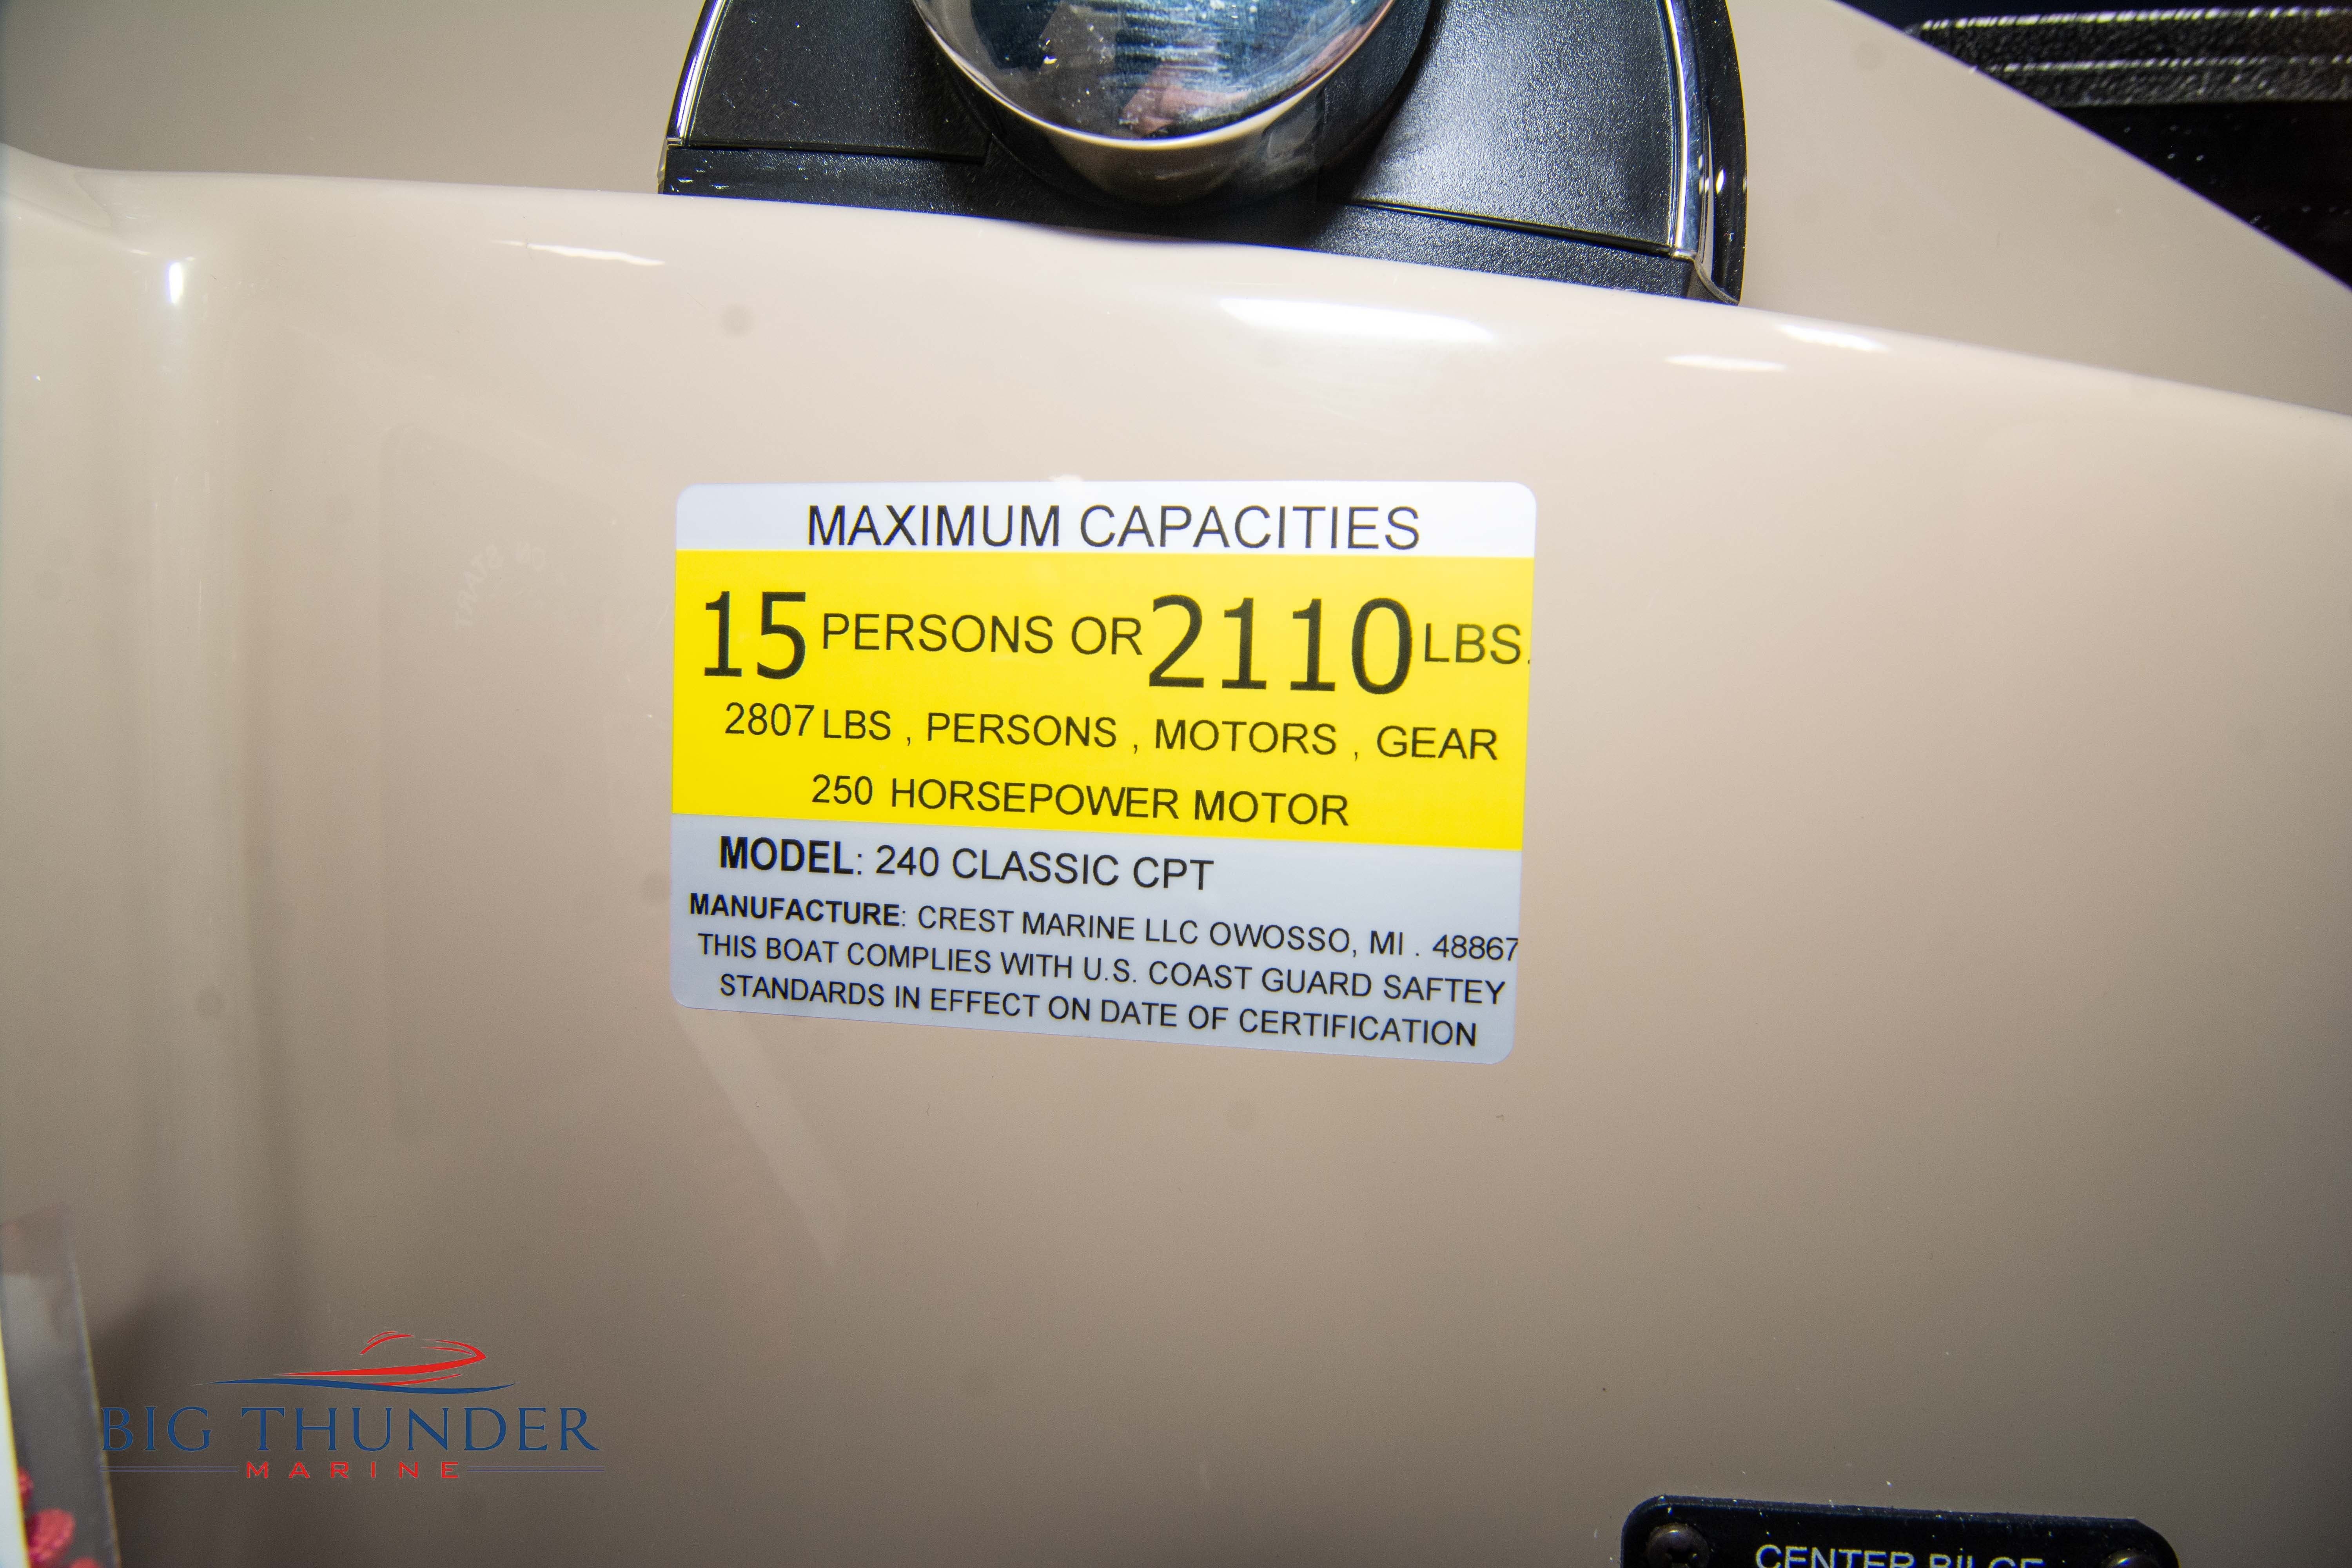 MAXIMUM CAPACITIES
15 PERSONS OR 2110 LBS.
2807 LBS , PERSONS , MOTORS , GEAR
250 HORSEPOWER MOTOR
MODEL: 240 CLASSIC CPT
MANUFACTURE: CREST MARINE LLC OWOSSO, MI . 48867
THIS BOAT COMPLIES WITH U.S. COAST GUARD SAFTEY
STANDARDS IN EFFECT ON DATE OF CERTIFICATION
BIG THUNDER
MARINE
CENTER BILGE